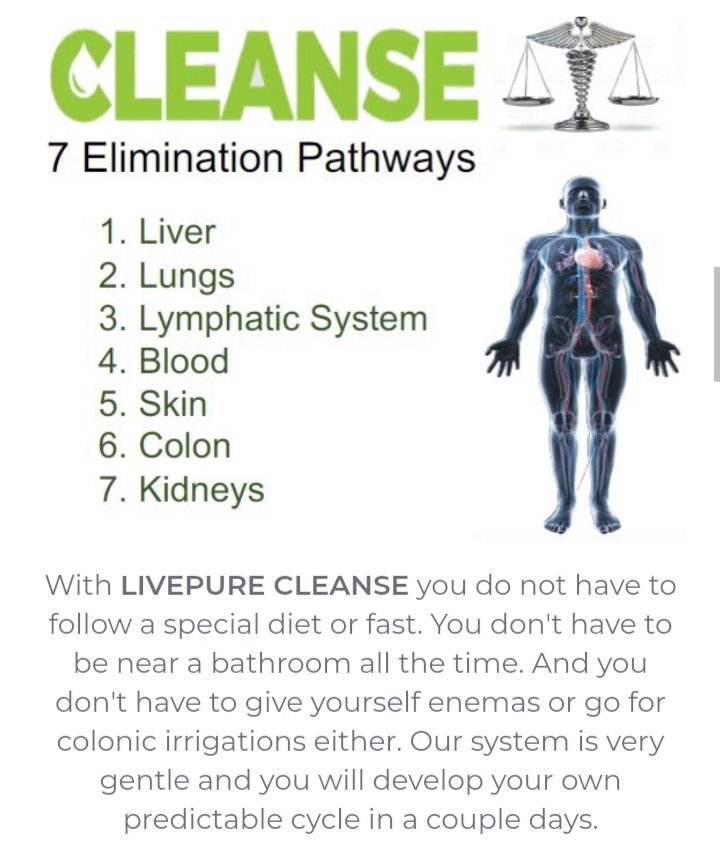 CLEANSE
7 Elimination Pathways
1. Liver
2. Lungs
3. Lymphatic System
4. Blood
5. Skin
6. Colon
7. Kidneys
With LIVEPURE CLEANSE you do not have to
follow a special diet or fast. You don't have to
be near a bathroom all the time. And you
don't have to give yourself enemas or go for
colonic irrigations either. Our system is very
gentle and you will develop your own
predictable cycle in a couple days.